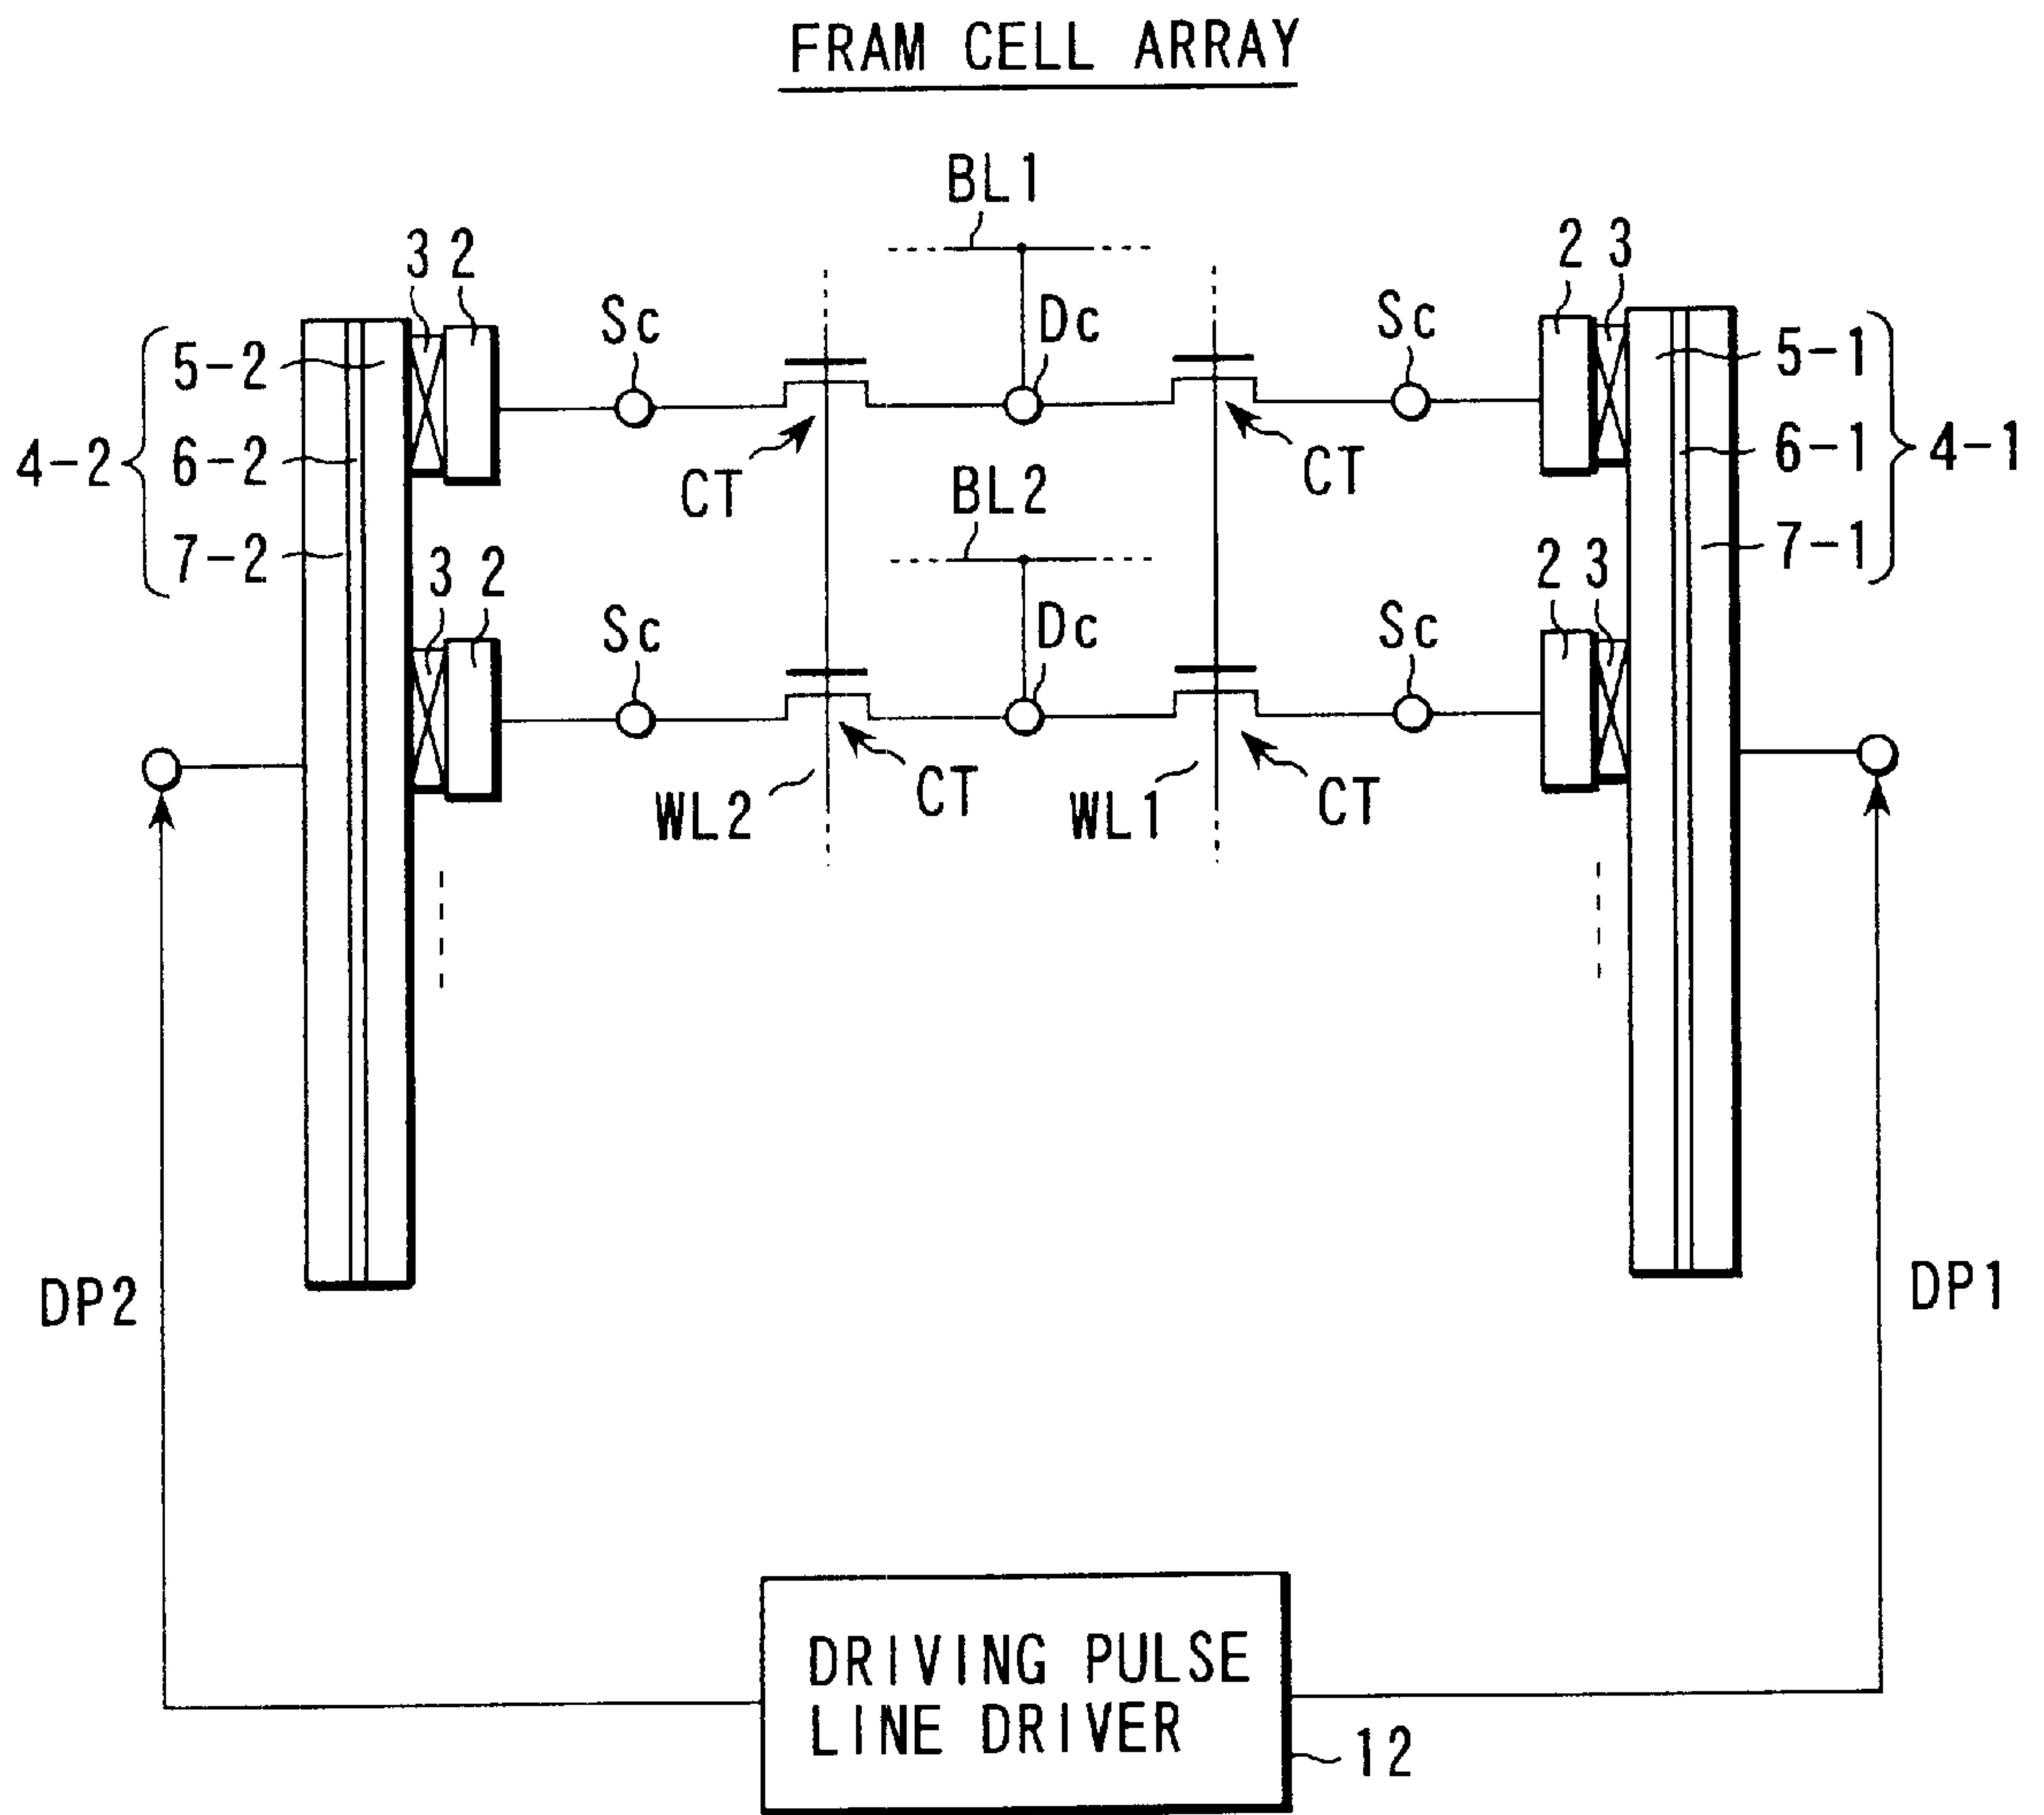 FRAM CELL ARRAY
BL1
3 2
2 3
Sc
Dc
Sc
4-2
5-2
6-2
7-2
5-1
6-1
7-1
4-1
CT
CT
BL2
3 2
2 3
Sc
Dc
Sc
WL2
CT
WL1
CT
DP2
DP1
DRIVING PULSE
LINE DRIVER
12